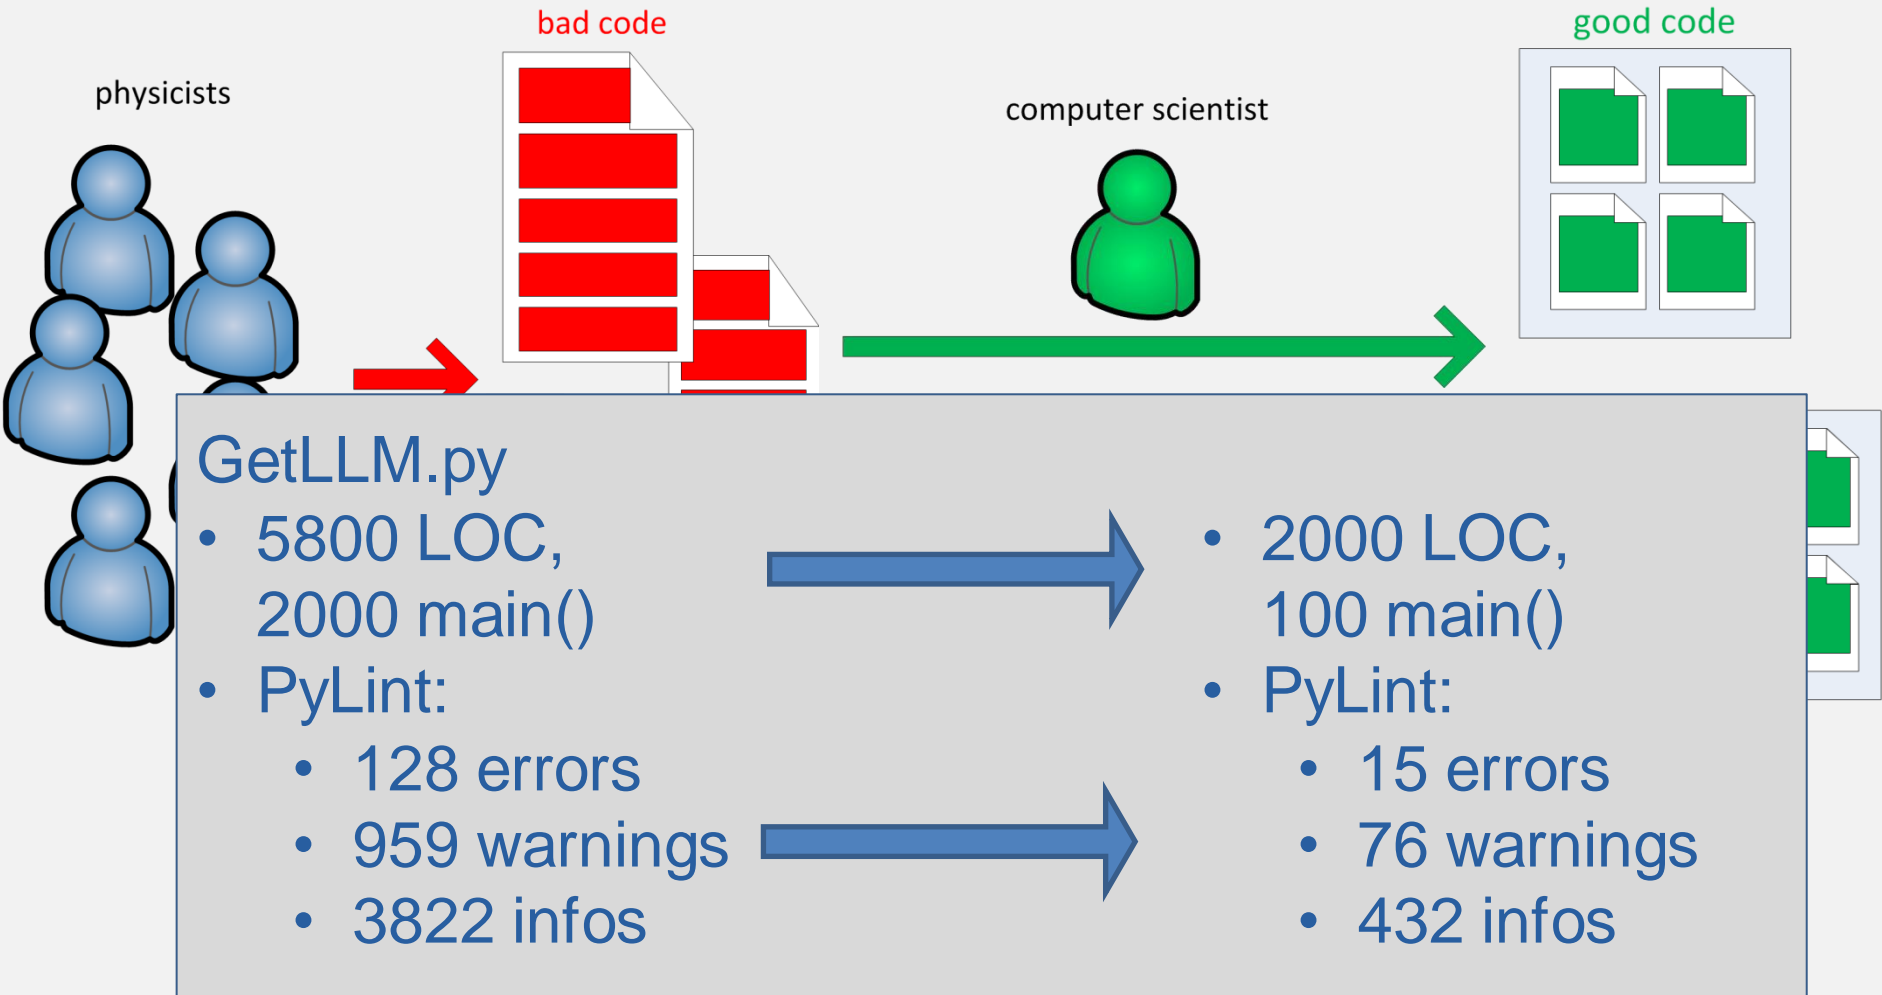 bad code
good code
physicists
computer scientist
GetLLM.py
• 5800 LOC,
2000 main()
• PyLint:
• 128 errors
• 959 warnings
• 3822 infos
• 2000 LOC,
100 main()
• PyLint:
• 15 errors
• 76 warnings
• 432 infos